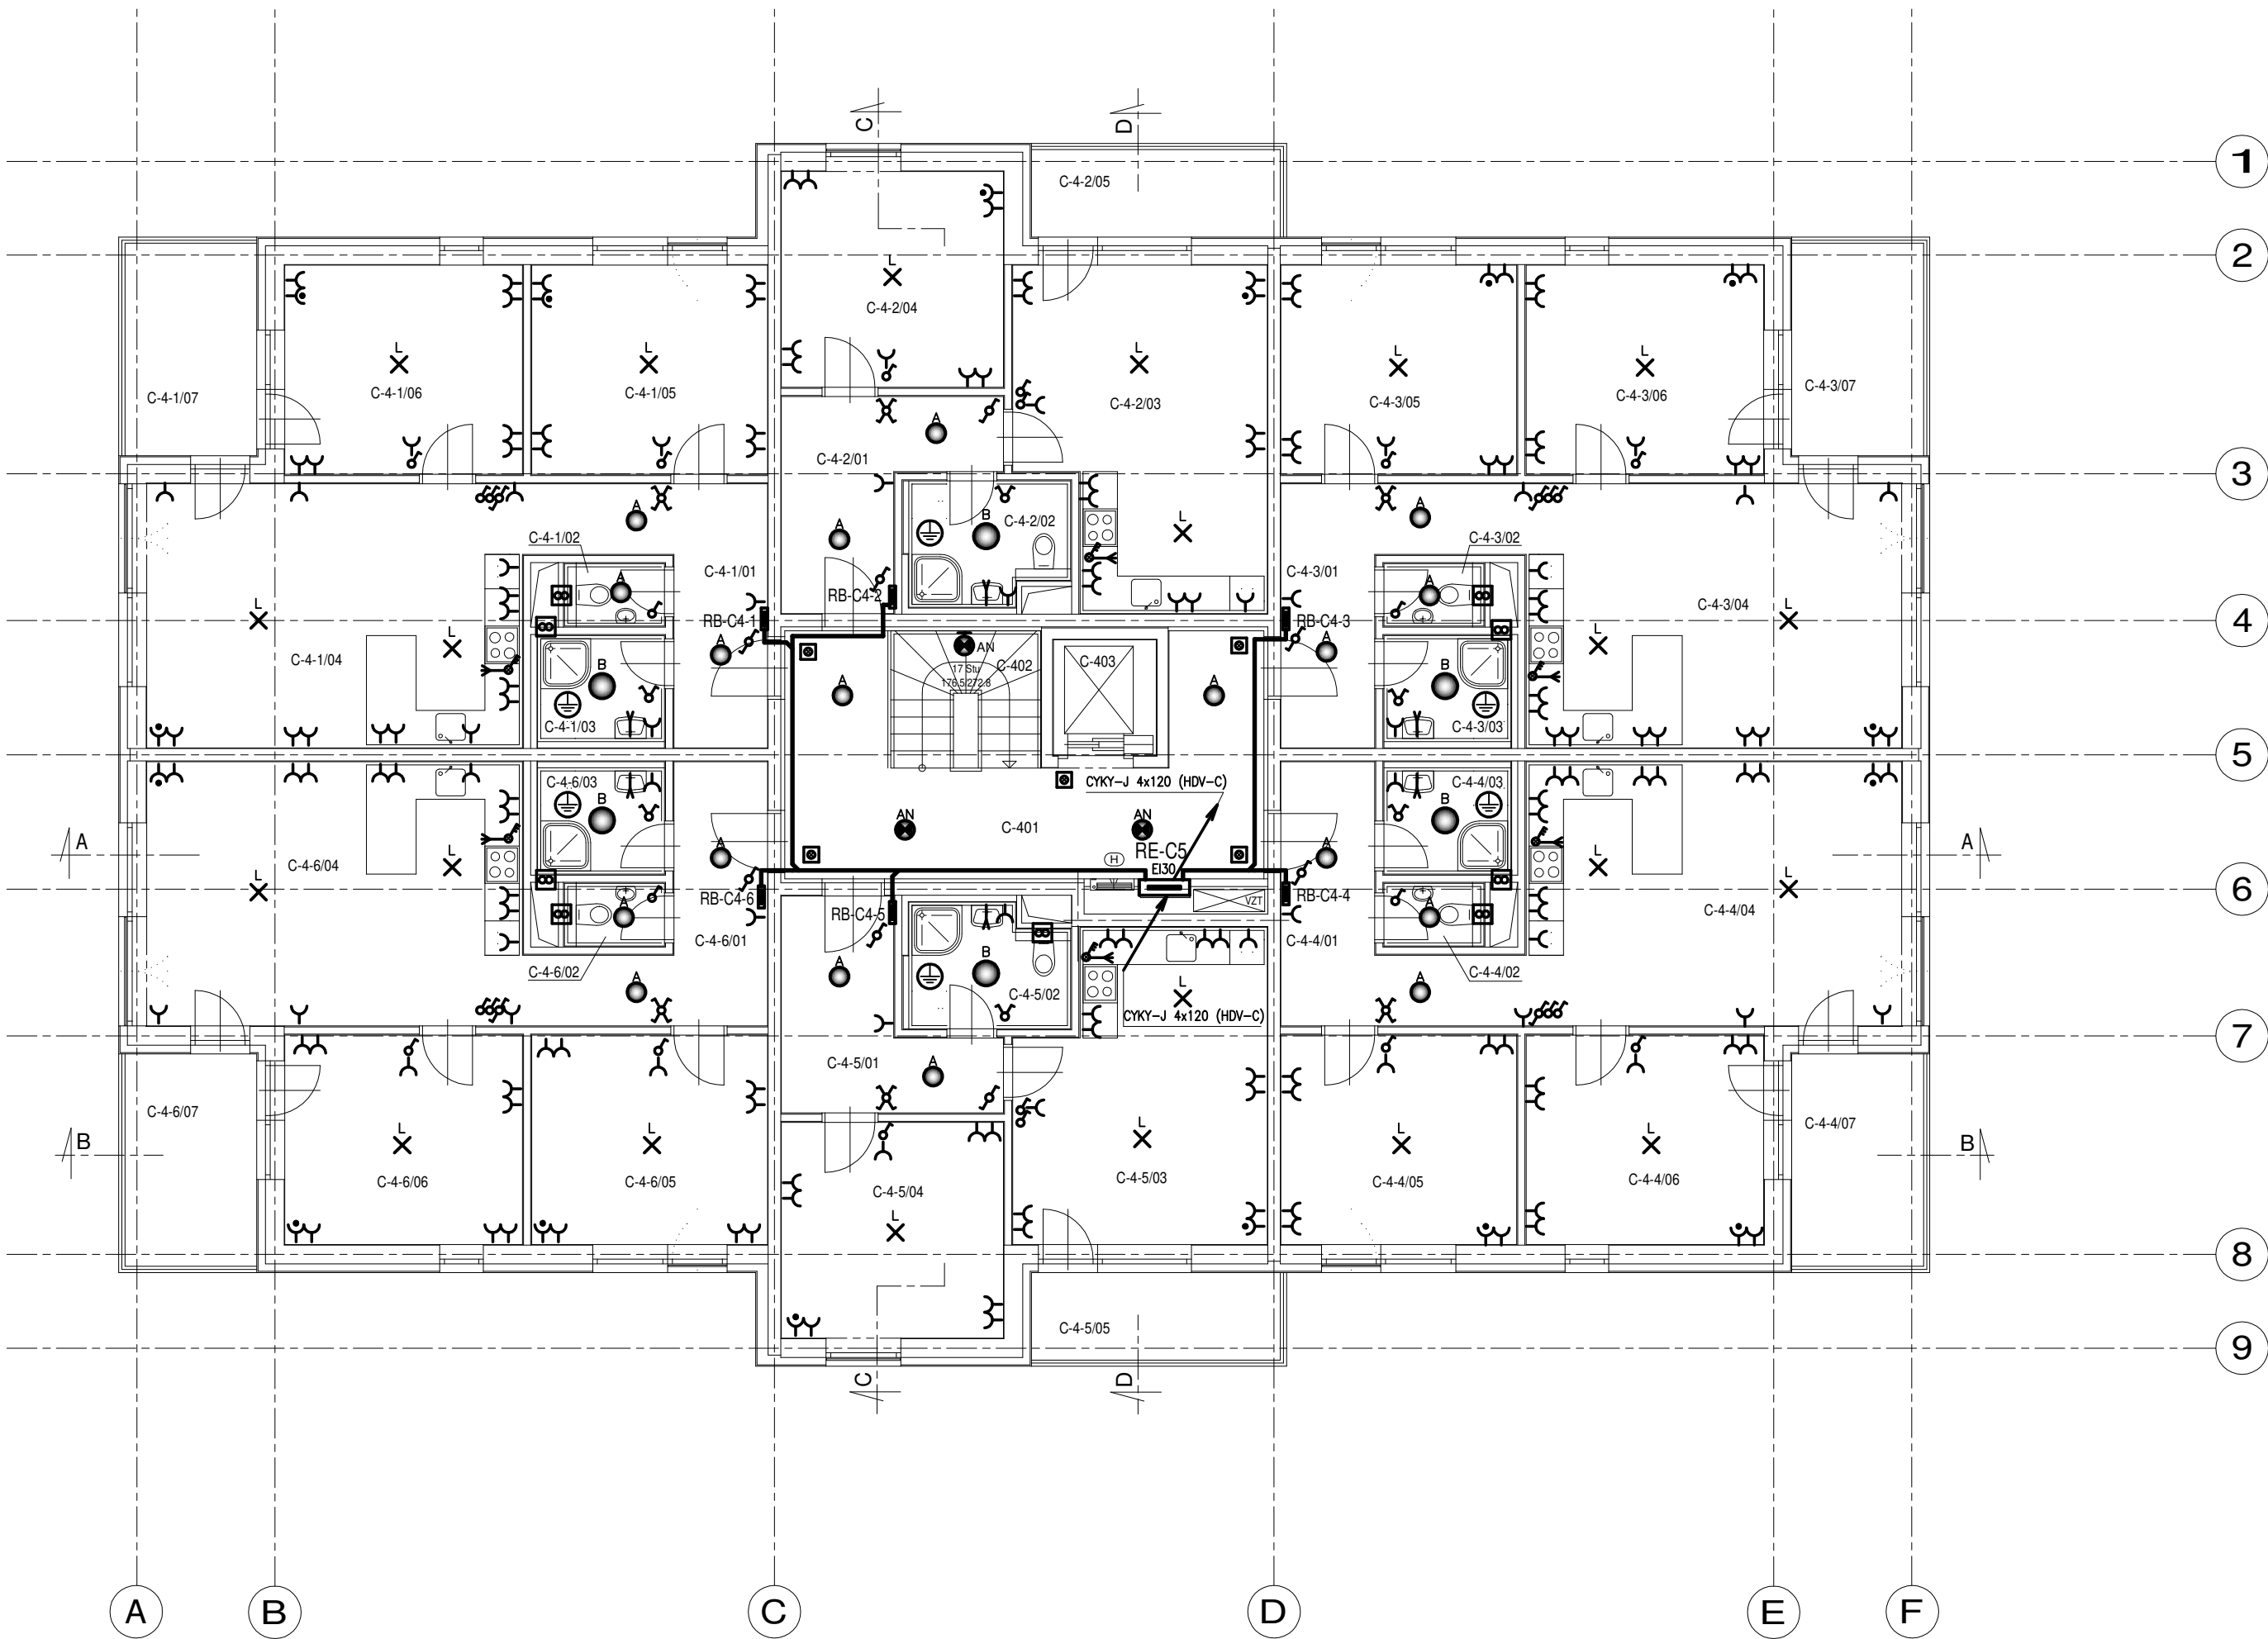 C
D
1
C-4-2/05
2
L
C-4-2/04
L
C-4-1/06
L
C-4-1/05
L
C-4-2/03
L
C-4-3/05
L
C-4-3/06
C-4-1/07
C-4-3/07
A
C-4-2/01
3
A
A
B
C-4-2/02
L
A
C-4-1/02
C-4-3/02
C-4-1/01
A
RB-C4-2
C-4-3/01
A
C-4-3/04
L
RB-C4-1
RB-C4-3
L
4
L
C-4-1/04
A
AN
C-402
C-403
A
L
B
17 Stu
176.5/272.8
A
A
B
C-4-1/03
C-4-3/03
5
C-4-6/03
CYKY-J 4x120 (HDV-C)
C-4-4/03
B
AN
C-401
AN
B
A
C-4-6/04
L
L
A
H
RE-C5
EI30
A
L
L
A
6
RB-C4-6
A
RB-C4-5
VZT
RB-C4-4
A
C-4-4/04
C-4-6/01
C-4-4/01
C-4-6/02
A
A
B
C-4-5/02
L
A
C-4-4/02
CYKY-J 4x120 (HDV-C)
7
C-4-5/01
A
C-4-6/07
C-4-4/07
B
L
C-4-6/06
L
C-4-6/05
L
C-4-5/03
L
C-4-4/05
L
C-4-4/06
B
C-4-5/04
L
8
C-4-5/05
9
C
D
A
B
C
D
E
F